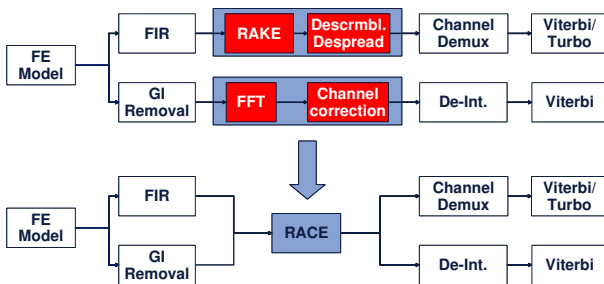 FIR
RAKE
Descrmbl.
Despread
Channel
Demux
Viterbi/
Turbo
FE
Model
GI
Removal
FFT
Channel
correction
De-Int.
Viterbi
FIR
Channel
Demux
Viterbi/
Turbo
FE
Model
RACE
GI
Removal
De-Int.
Viterbi